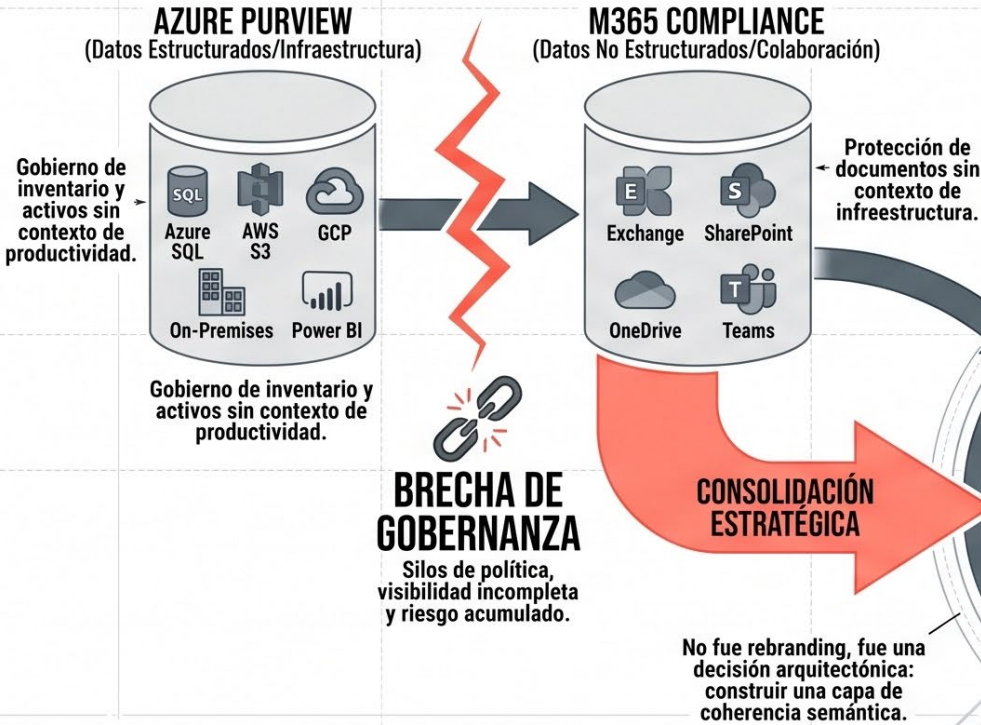 AZURE PURVIEW
(Datos Estructurados/Infraestructura)
Gobierno de
inventario y
activos sin
contexto de
productividad.
SQL
Azure
SQL
AWS
S3
GCP
On-Premises
Power BI
Gobierno de inventario y
activos sin contexto de
productividad.
M365 COMPLIANCE
(Datos No Estructurados/Colaboración)
E
Exchange
S
SharePoint
OneDrive
T
Teams
Protección de
documentos sin
contexto de
infreestructura.
BRECHA DE
GOBERNANZA
Silos de política,
visibilidad incompleta
y riesgo acumulado.
CONSOLIDACIÓN
ESTRATÉGICA
No fue rebranding, fue una
decisión arquitectónica:
construir una capa de
coherencia semántica.